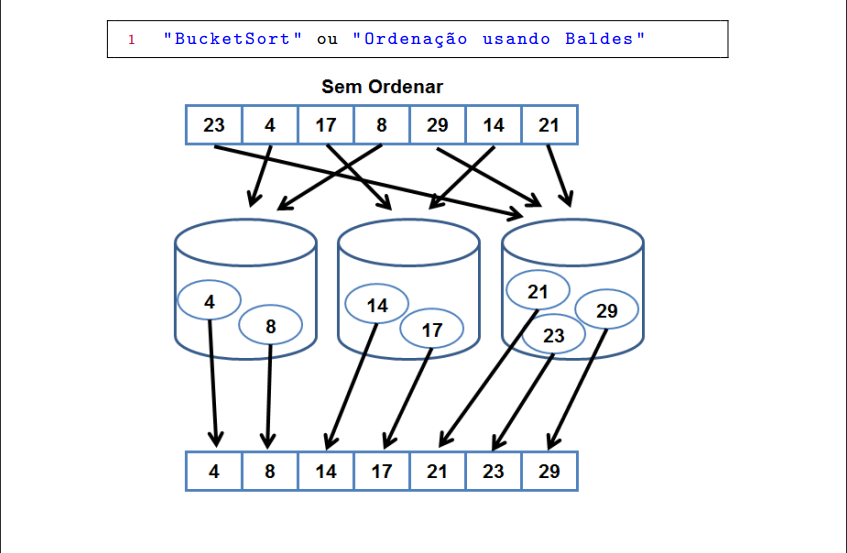 1 "BucketSort" ou "Ordenação usando Baldes"
Sem Ordenar
23 4 17 8 29 14 21
4 8 14 17 21 23 29
4 8 14 17 21 23 29